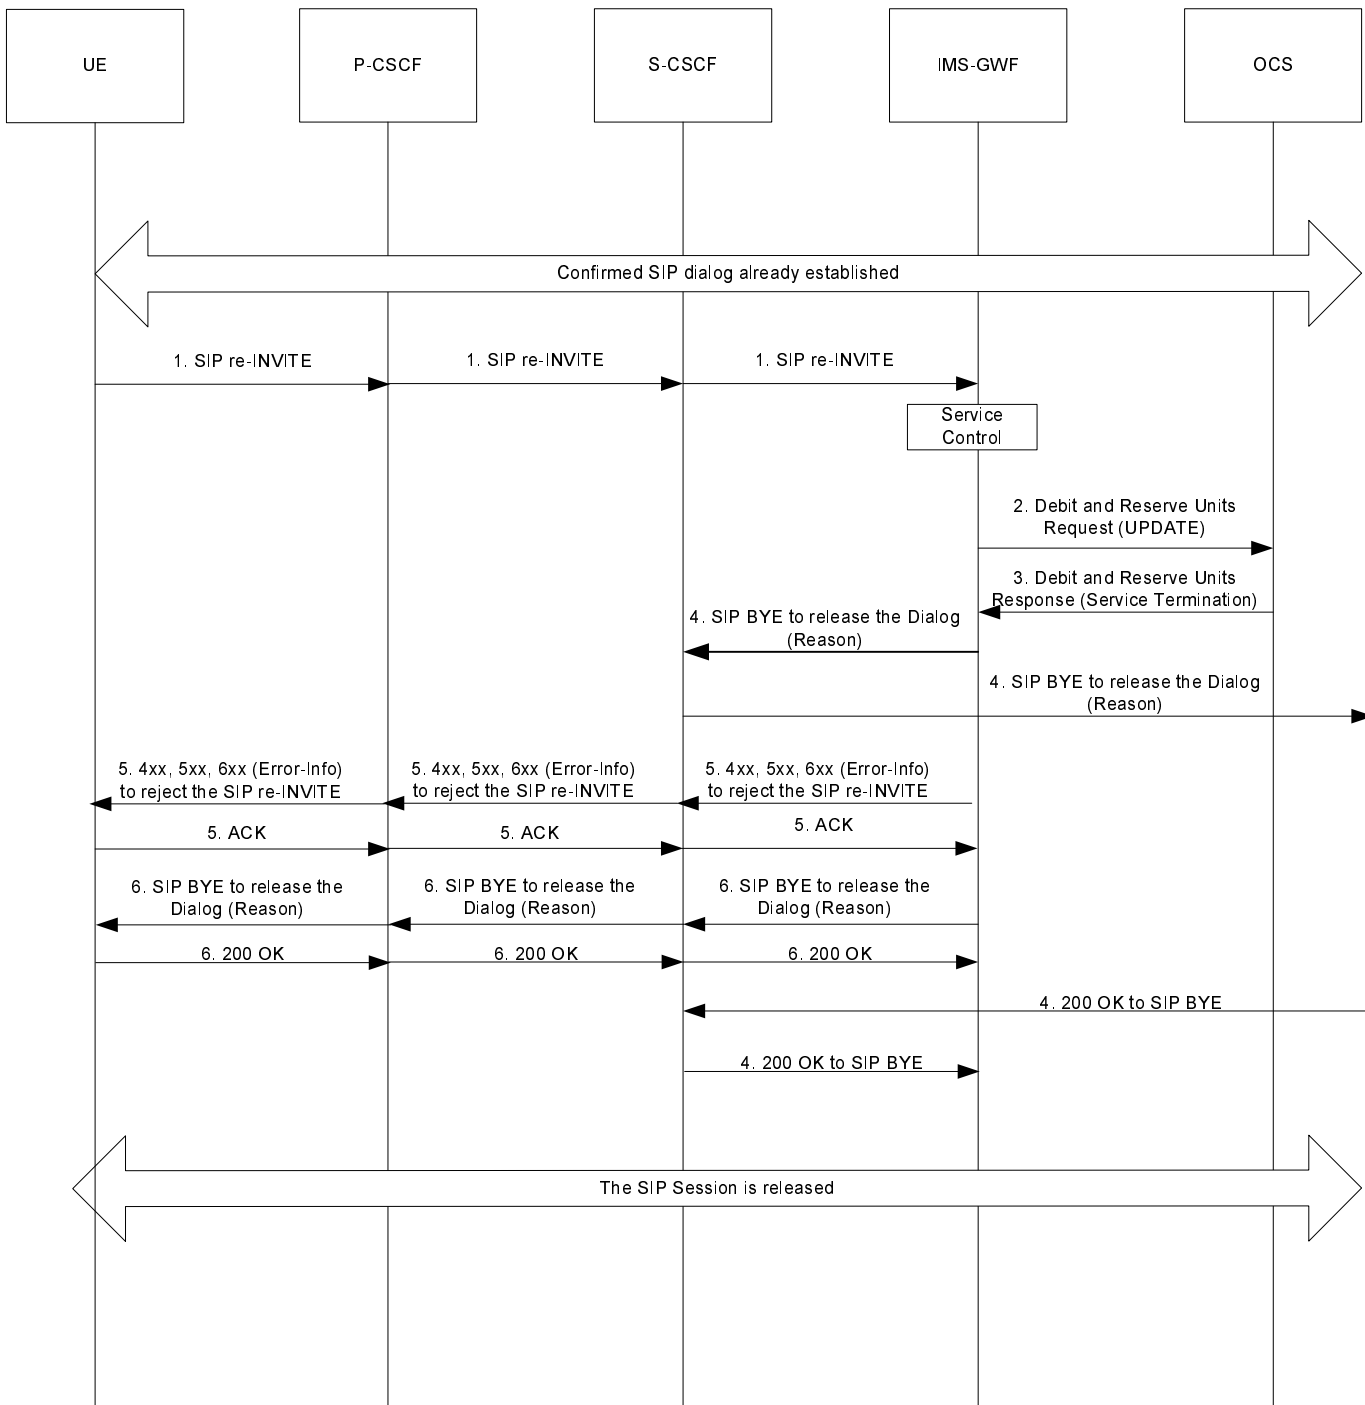 UE
P-CSCF
S-CSCF
IMS-GWF
OCS
Confirmed SIP dialog already established
1. SIP re-INVITE
1. SIP re-INVITE
1. SIP re-INVITE
Service
Control
2. Debit and Reserve Units
Request (UPDATE)
3. Debit and Reserve Units
Response (Service Termination)
4. SIP BYE to release the Dialog
(Reason)
4. SIP BYE to release the Dialog
(Reason)
5. 4xx, 5xx, 6xx (Error-Info)
to reject the SIP re-INVITE
5. 4xx, 5xx, 6xx (Error-Info)
to reject the SIP re-INVITE
5. 4xx, 5xx, 6xx (Error-Info)
to reject the SIP re-INVITE
5. ACK
5. ACK
5. ACK
6. SIP BYE to release the
Dialog (Reason)
6. SIP BYE to release the
Dialog (Reason)
6. SIP BYE to release the
Dialog (Reason)
6. 200 OK
6. 200 OK
6. 200 OK
4. 200 OK to SIP BYE
4. 200 OK to SIP BYE
The SIP Session is released